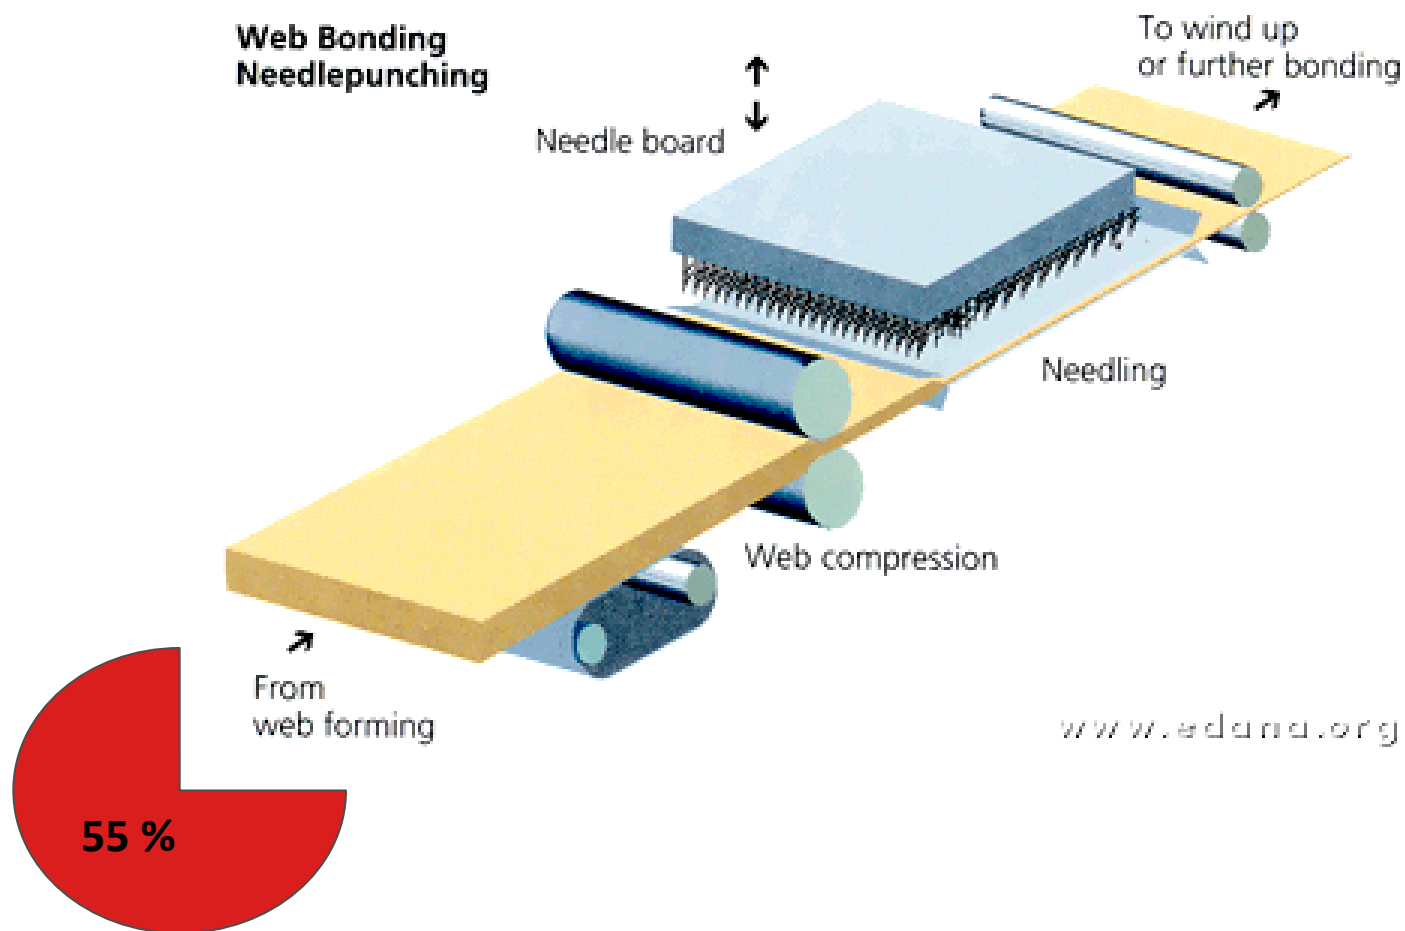 Web Bonding
Needlepunching
To wind up
or further bonding
Needle board
Needling
Web compression
From
web forming
www.edana.org
55 %